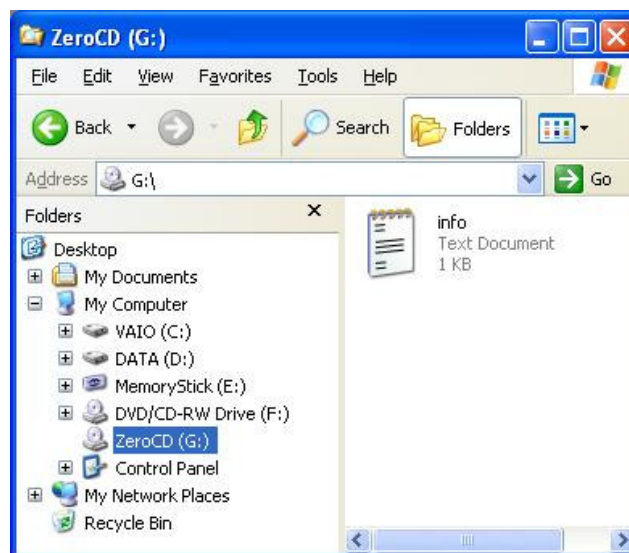 ZeroCD (G:)
File Edit View Favorites Tools Help
Back Search Folders
Address G:\ Go
Folders
Desktop
My Documents
My Computer
VAIO (C:)
DATA (D:)
MemoryStick (E:)
DVD/CD-RW Drive (F:)
ZeroCD (G:)
Control Panel
My Network Places
Recycle Bin
info
Text Document
1 KB